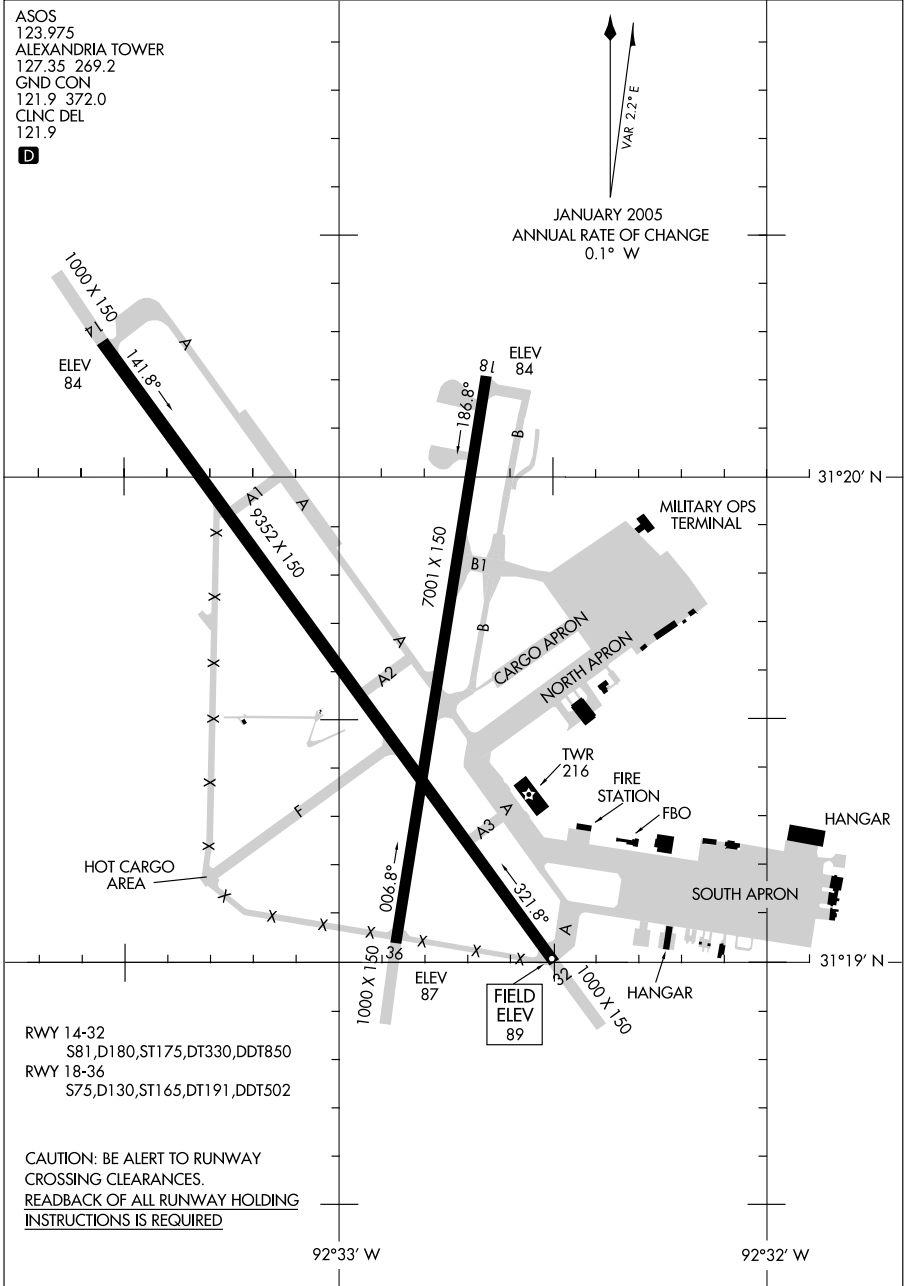 ASOS
123.975
ALEXANDRIA TOWER
127.35 269.2
GND CON
121.9 372.0
CLNC DEL
121.9
D
VAR 2.2° E
JANUARY 2005
ANNUAL RATE OF CHANGE
0.1° W
1000 X 150
14
ELEV
84
141.8°
A
18
ELEV
84
186.8°
B
31°20' N
A1
A
9352 X 150
7001 X 150
B1
MILITARY OPS
TERMINAL
X
X
B
CARGO APRON
NORTH APRON
A
A2
X
X
TWR
216
FIRE
STATION
FBO
HANGAR
X
F
A
A3
X
HOT CARGO
AREA
SOUTH APRON
X
X
X
X
X
X
X
006.8°
321.8°
A
36
32
1000 X 150
ELEV
87
FIELD
ELEV
89
1000 X 150
HANGAR
31°19' N
RWY 14-32
S81,D180,ST175,DT330,DDT850
RWY 18-36
S75,D130,ST165,DT191,DDT502
CAUTION: BE ALERT TO RUNWAY
CROSSING CLEARANCES.
READBACK OF ALL RUNWAY HOLDING
INSTRUCTIONS IS REQUIRED
92°33' W
92°32' W